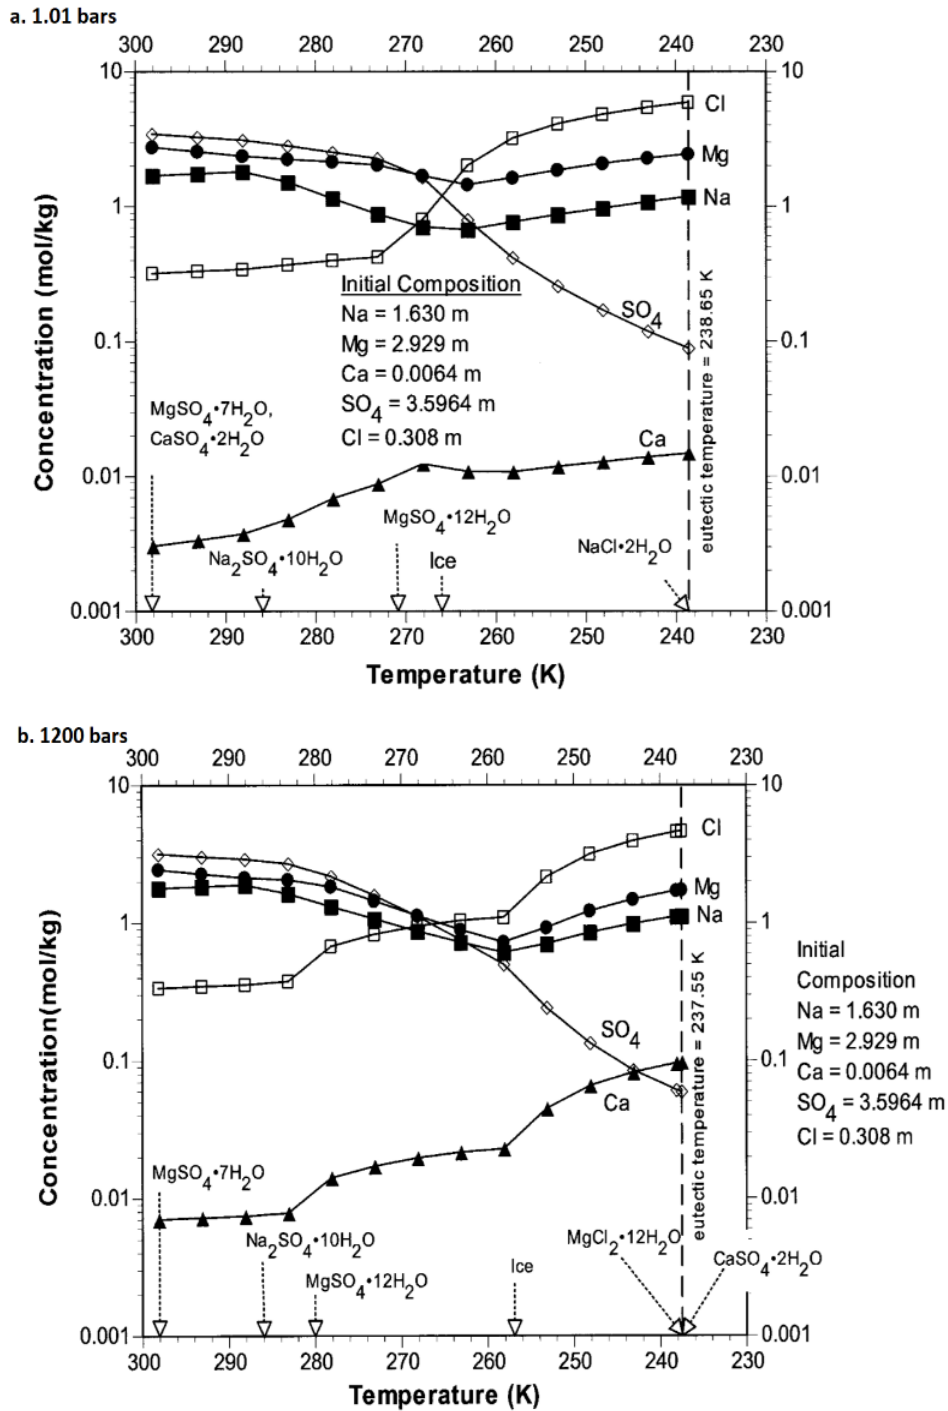 a. 1.01 bars
300 290 280 270 260 250 240 230
10 10
Cl
Mg
1 1
Na
Concentration (mol/kg)
Initial Composition
Na = 1.630 m
Mg = 2.929 m
Ca = 0.0064 m
SO4 = 3.5964 m
Cl = 0.308 m
SO4
0.1 0.1
eutectic temperature = 238.65 K
MgSO4•7H2O,
CaSO4•2H2O
Ca
0.01 0.01
MgSO4•12H2O
Na2SO4•10H2O
Ice
NaCl•2H2O
0.001 0.001
300 290 280 270 260 250 240 230
Temperature (K)
b. 1200 bars
300 290 280 270 260 250 240 230
10 10
Cl
Mg
1 1
Na
Concentration(mol/kg)
Initial
Composition
Na = 1.630 m
Mg = 2.929 m
Ca = 0.0064 m
SO4 = 3.5964 m
Cl = 0.308 m
eutectic temperature = 237.55 K
SO4
0.1 0.1
Ca
MgSO4•7H2O
0.01 0.01
Na2SO4•10H2O
MgSO4•12H2O
Ice
MgCl2•12H2O
CaSO4•2H2O
0.001 0.001
300 290 280 270 260 250 240 230
Temperature (K)